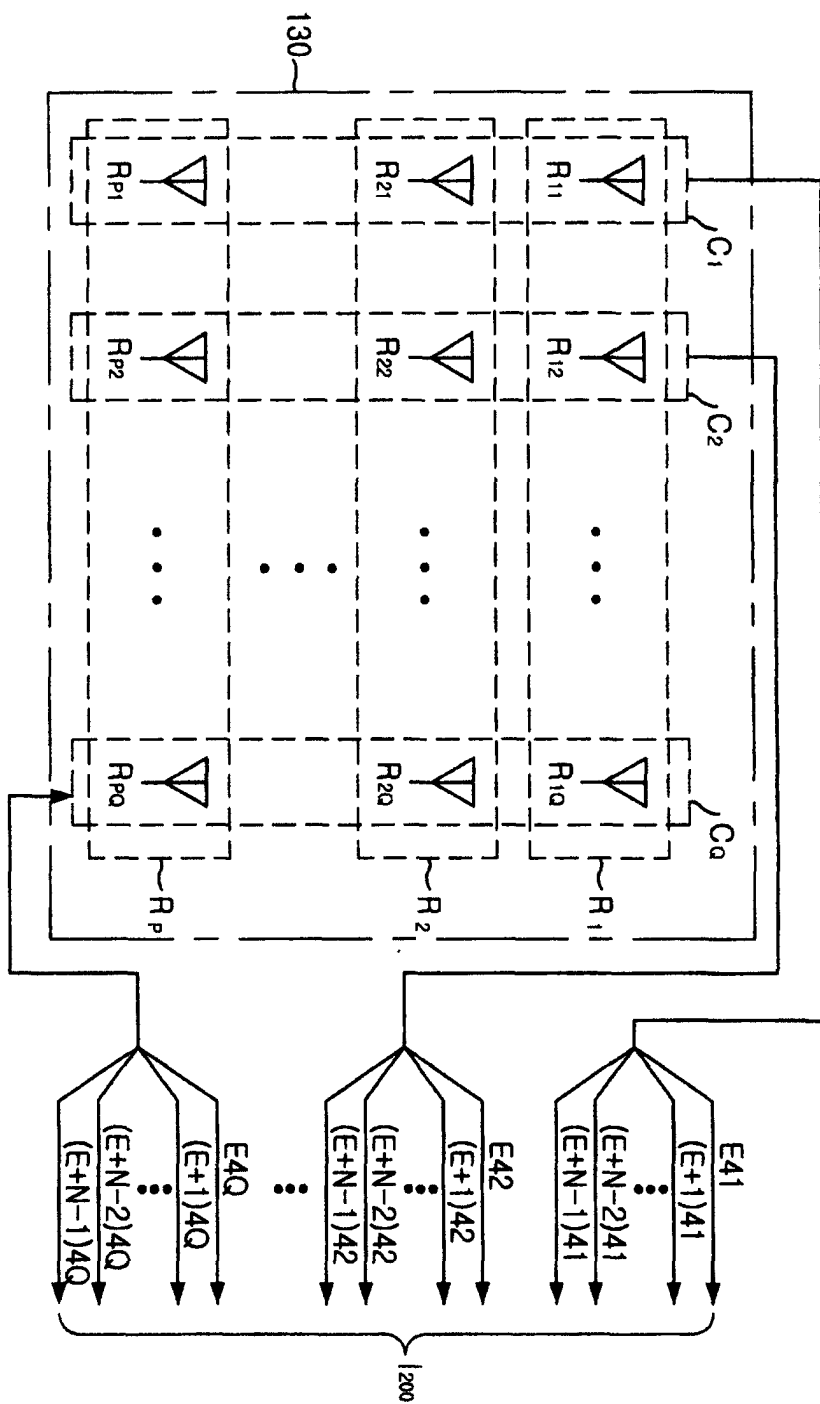 C1
C2
CQ
R11
R12
R1Q
R1
R21
R22
R2Q
R2
RP1
RP2
RPQ
RP
130
E41
(E+1)41
(E+N-2)41
(E+N-1)41
E42
(E+1)42
(E+N-2)42
(E+N-1)42
E4Q
(E+1)4Q
(E+N-2)4Q
(E+N-1)4Q
I200